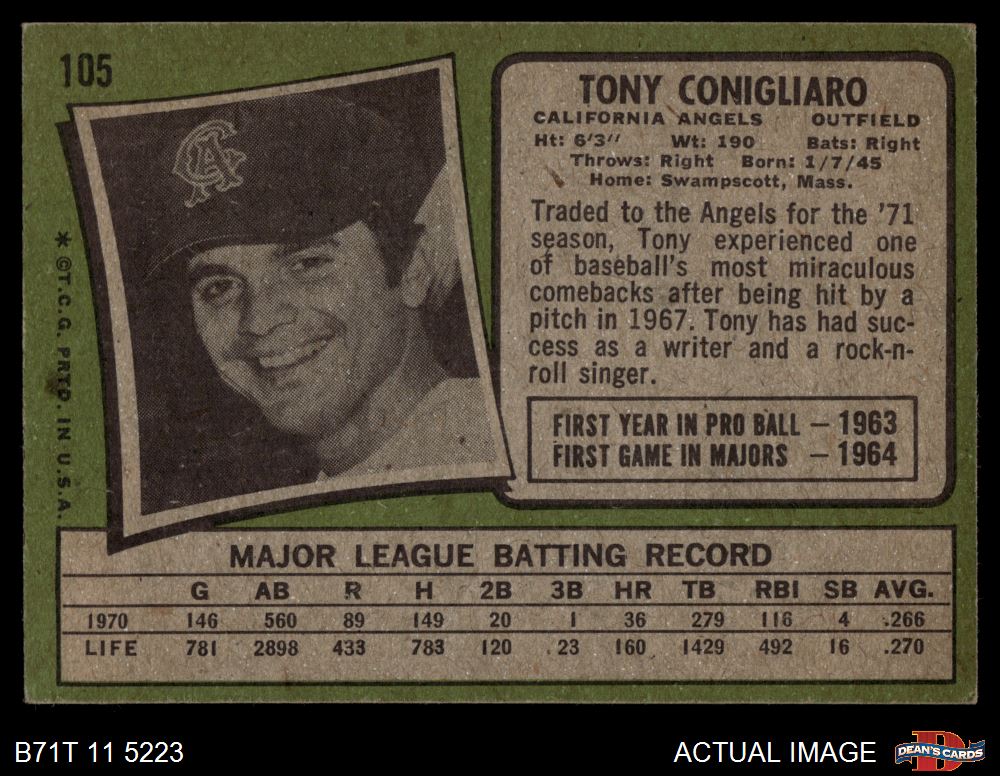 105
CA
* ©T.C.G. PRTD. IN U.S.A.
TONY CONIGLIARO
CALIFORNIA ANGELS OUTFIELD
Ht: 6'3" Wt: 190 Bats: Right
Throws: Right Born: 1/7/45
Home: Swampscott, Mass.
Traded to the Angels for the '71
season, Tony experienced one
of baseball's most miraculous
comebacks after being hit by a
pitch in 1967. Tony has had suc-
cess as a writer and a rock-n-
roll singer.
FIRST YEAR IN PRO BALL – 1963
FIRST GAME IN MAJORS – 1964
MAJOR LEAGUE BATTING RECORD
G AB R H 2B 3B HR TB RBI SB AVG.
1970 146 560 89 149 20 1 36 279 116 4 .266
LIFE 781 2898 433 783 120 23 160 1429 492 16 .270
B71T 11 5223
ACTUAL IMAGE
D
DEAN'S CARDS